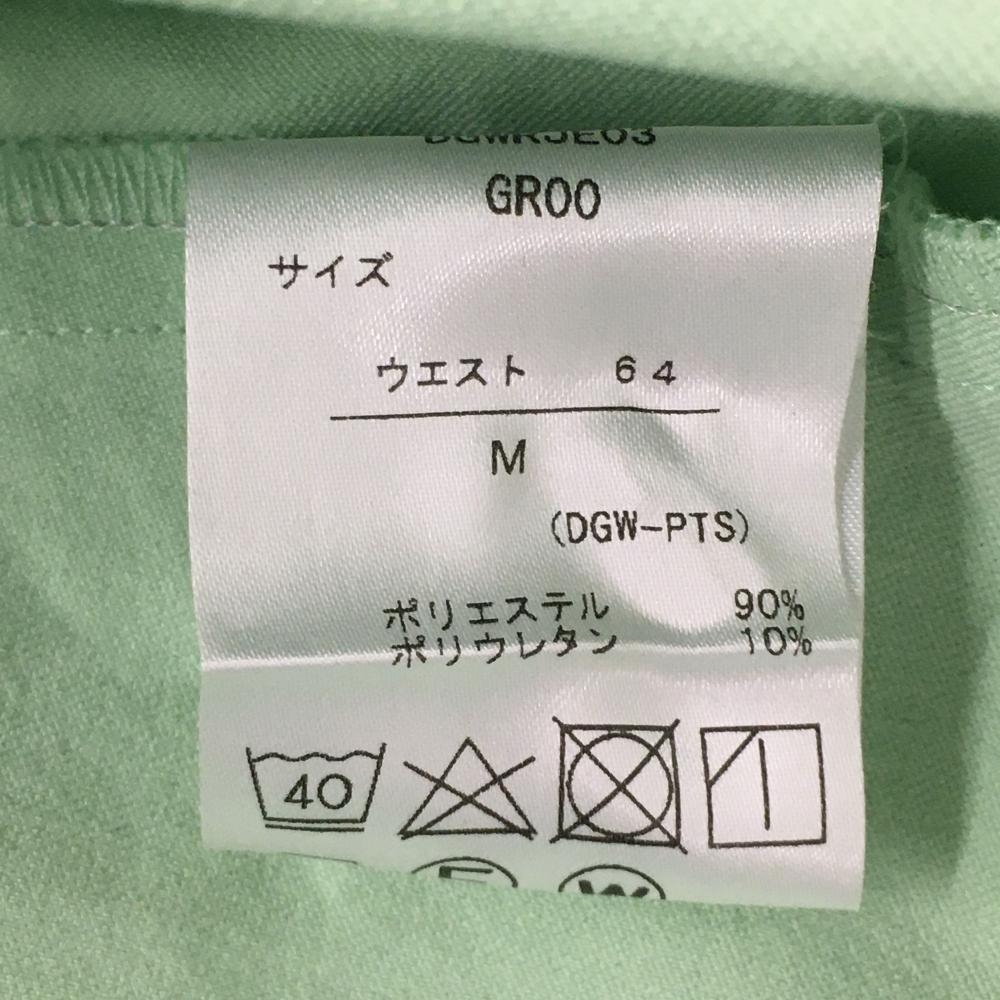 DGWRJE03
GR00
サイズ
ウエスト 64
M
(DGW-PTS)
ポリエステル 90%
ポリウレタン 10%
40
F W